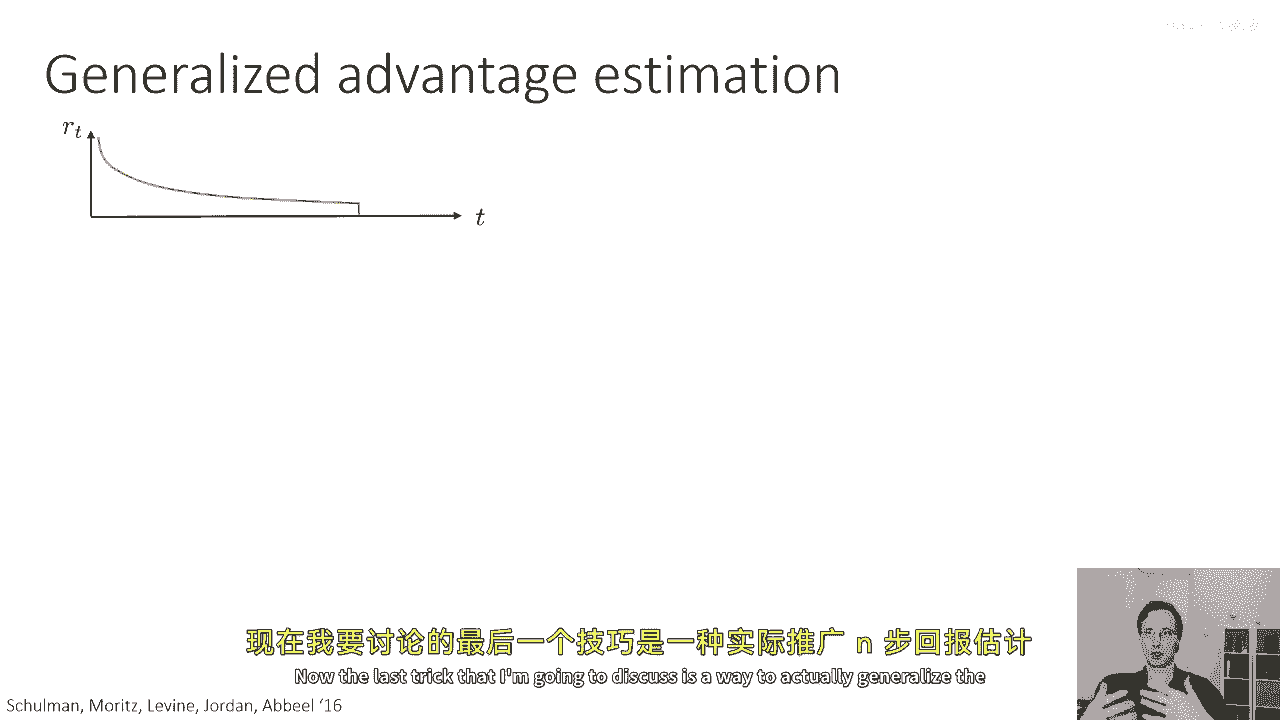 Generalized advantage estimation
r_t
t
现在我要讨论的最后一个技巧是一种实际推广 n 步回报估计
Now the last trick that I'm going to discuss is a way to actually generalize the
Schulman, Moritz, Levine, Jordan, Abbeel ‘16